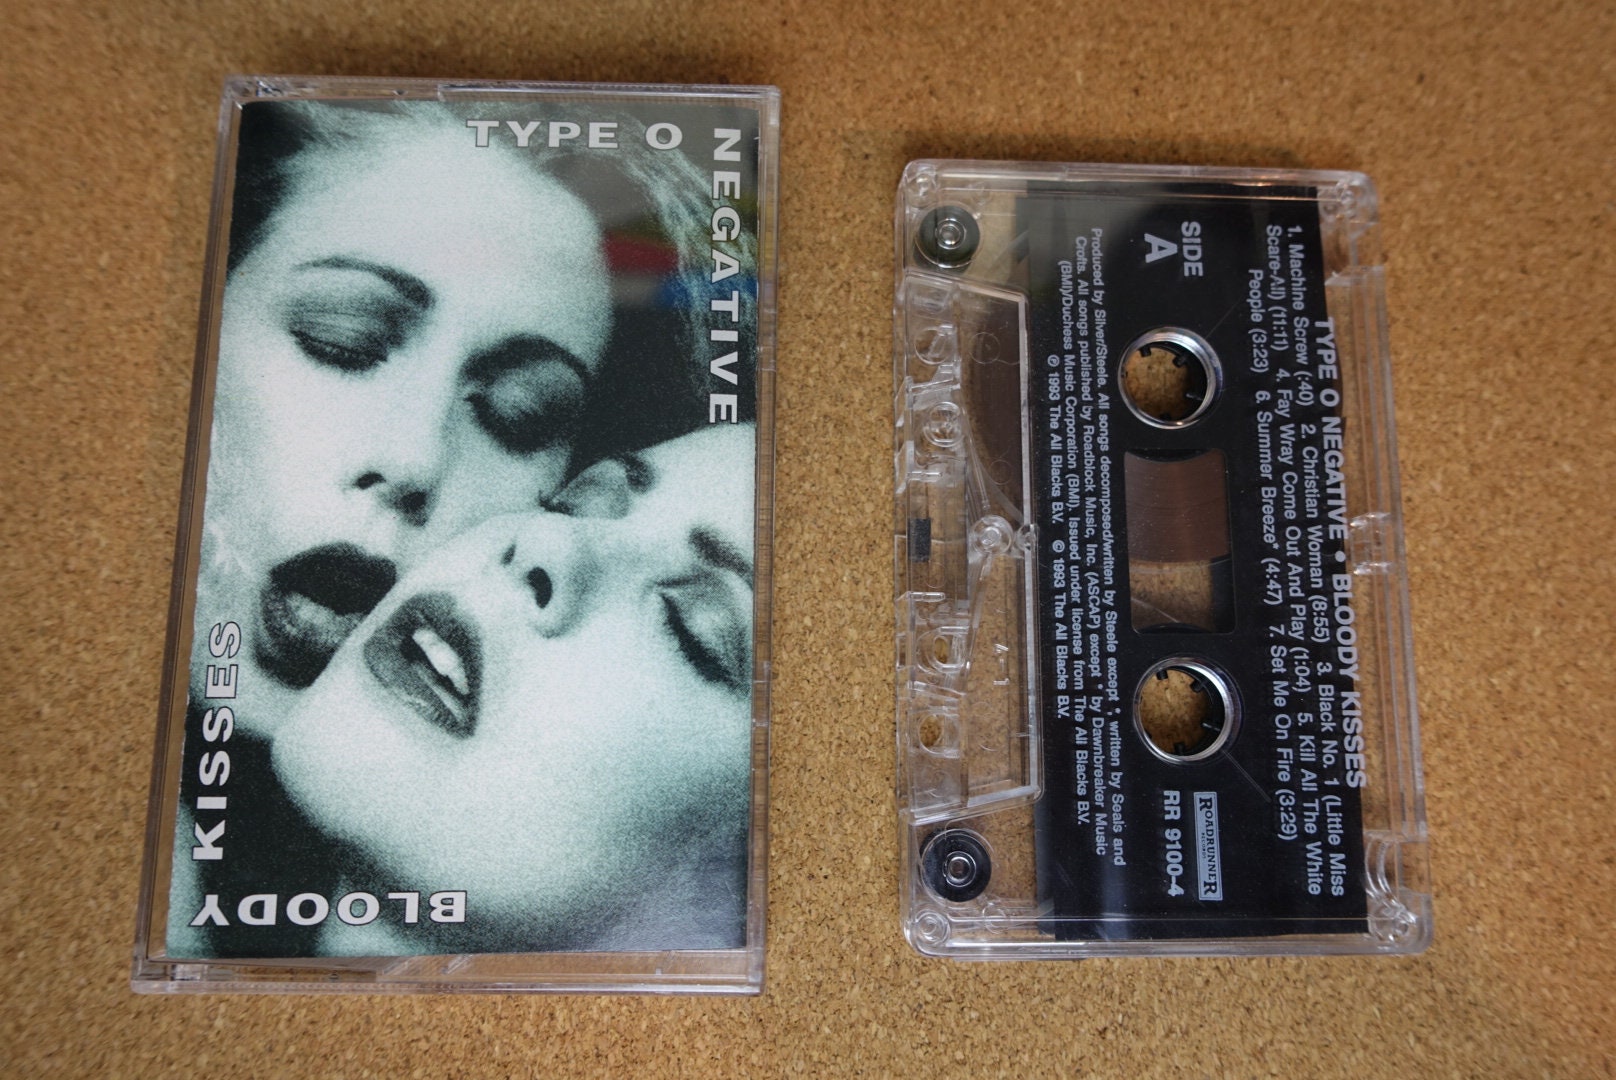 TYPE O
NEGATIVE
BLOODY
KISSES
TYPE O NEGATIVE • BLOODY KISSES
1. Machine Screw (:40) 2. Christian Woman (8:55) 3. Black No. 1 (Little Miss
Scare-All) (11:11) 4. Fay Wray Come Out And Play (1:04) 5. Kill All The White
People (3:23) 6. Summer Breeze* (4:47) 7. Set Me On Fire (3:29)
SIDE
A
ROADRUNNER
RECORDS
RR 9100-4
Produced by Silver/Steele. All songs decomposed/written by Steele except *, written by Seals and
Crofts. All songs published by Roadblock Music, Inc. (ASCAP) except * by Dawnbreaker Music
(BMI)/Duchess Music Corporation (BMI). Issued under license from The All Blacks B.V.
℗ 1993 The All Blacks B.V. © 1993 The All Blacks B.V.